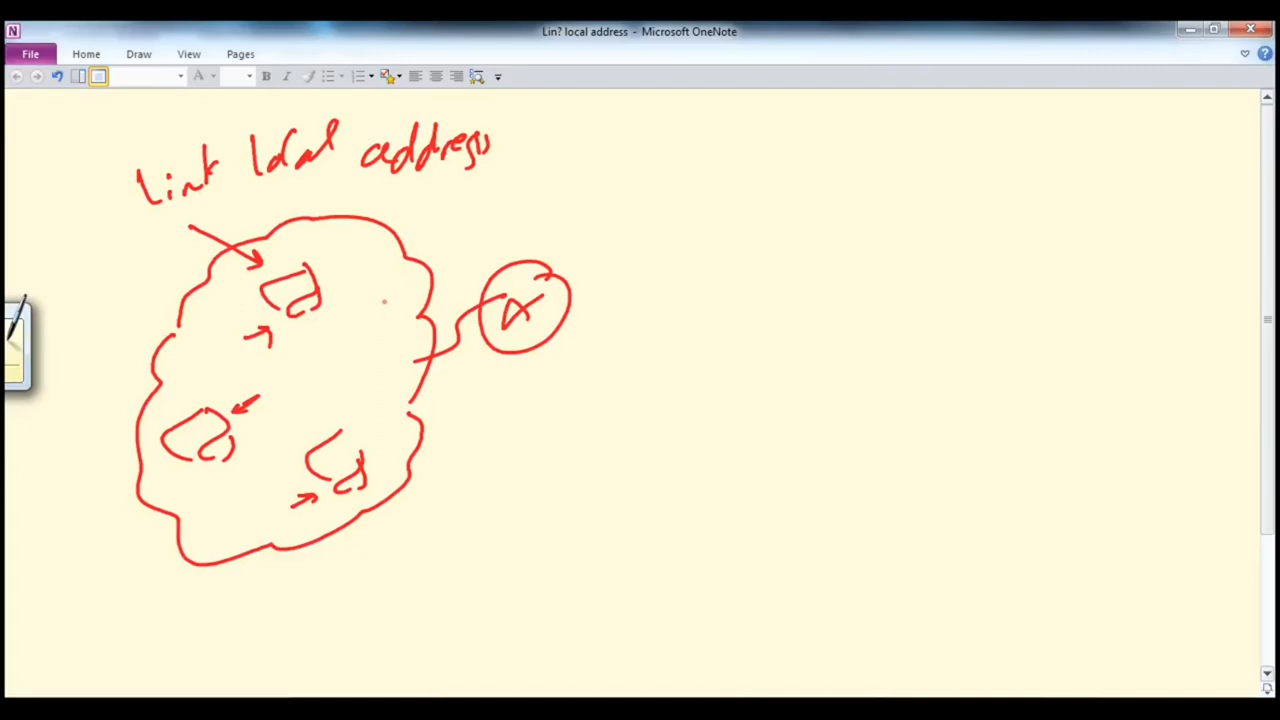 Lin? local address - Microsoft OneNote
File Home Draw View Pages
A B I
Link local address